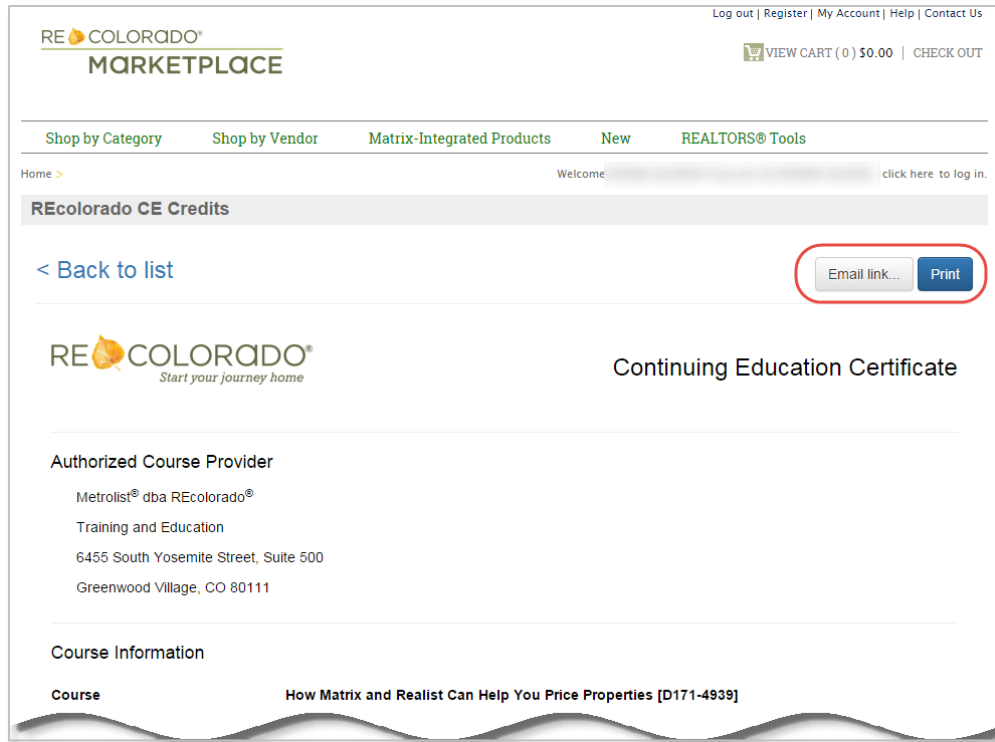 Log out | Register | My Account | Help | Contact Us
RE COLORADO®
MARKETPLACE
VIEW CART ( 0 ) $0.00 | CHECK OUT
Shop by Category Shop by Vendor Matrix-Integrated Products New REALTORS® Tools
Home > Welcome click here to log in.
REcolorado CE Credits
< Back to list Email link... Print
RE COLORADO®
Start your journey home
Continuing Education Certificate
Authorized Course Provider
Metrolist® dba REcolorado®
Training and Education
6455 South Yosemite Street, Suite 500
Greenwood Village, CO 80111
Course Information
Course How Matrix and Realist Can Help You Price Properties [D171-4939]